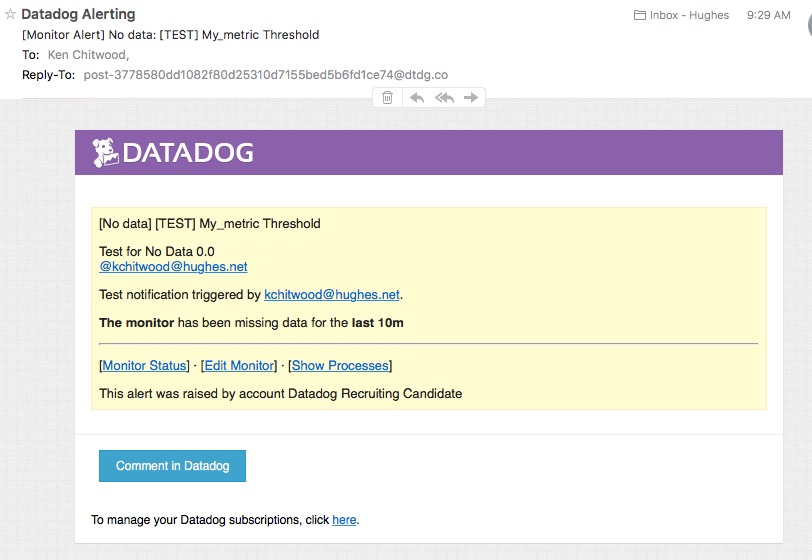 Datadog Alerting
Inbox - Hughes
9:29 AM
[Monitor Alert] No data: [TEST] My_metric Threshold
To: Ken Chitwood,
Reply-To: post-3778580dd1082f80d25310d7155bed5b6fd1ce74@dtdg.co
DATADOG
[No data] [TEST] My_metric Threshold
Test for No Data 0.0
@kchitwood@hughes.net
Test notification triggered by kchitwood@hughes.net.
The monitor has been missing data for the last 10m
[Monitor Status] · [Edit Monitor] · [Show Processes]
This alert was raised by account Datadog Recruiting Candidate
Comment in Datadog
To manage your Datadog subscriptions, click here.